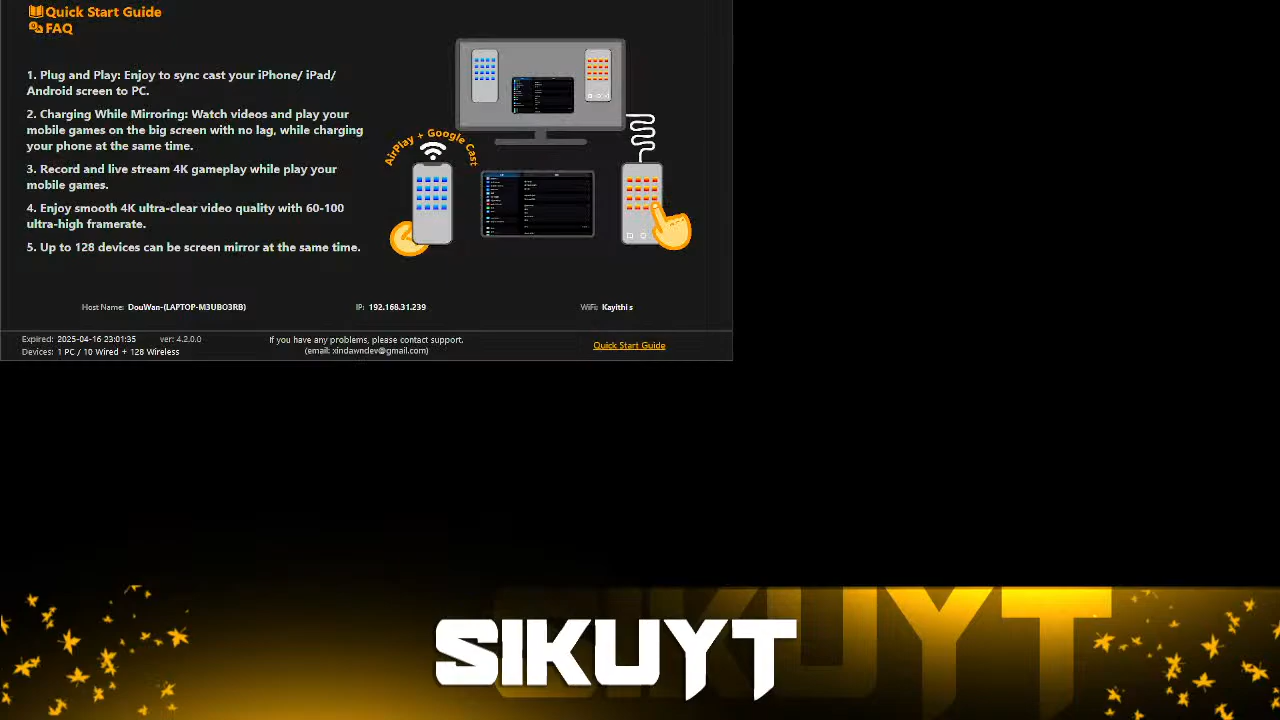 Quick Start Guide
FAQ
1. Plug and Play: Enjoy to sync cast your iPhone/ iPad/
Android screen to PC.
2. Charging While Mirroring: Watch videos and play your
mobile games on the big screen with no lag, while charging
your phone at the same time.
3. Record and live stream 4K gameplay while play your
mobile games.
4. Enjoy smooth 4K ultra-clear video quality with 60-100
ultra-high framerate.
5. Up to 128 devices can be screen mirror at the same time.
AirPlay + Google Cast
Host Name: DouWan-(LAPTOP-M3UBO3RB)
IP: 192.168.31.239
WiFi: Kayithi s
Expired: 2025-04-16 23:01:35 ver: 4.2.0.0
Devices: 1 PC / 10 Wired + 128 Wireless
If you have any problems, please contact support.
(email: xindawndev@gmail.com)
Quick Start Guide
SIKUYT
SIKUYT